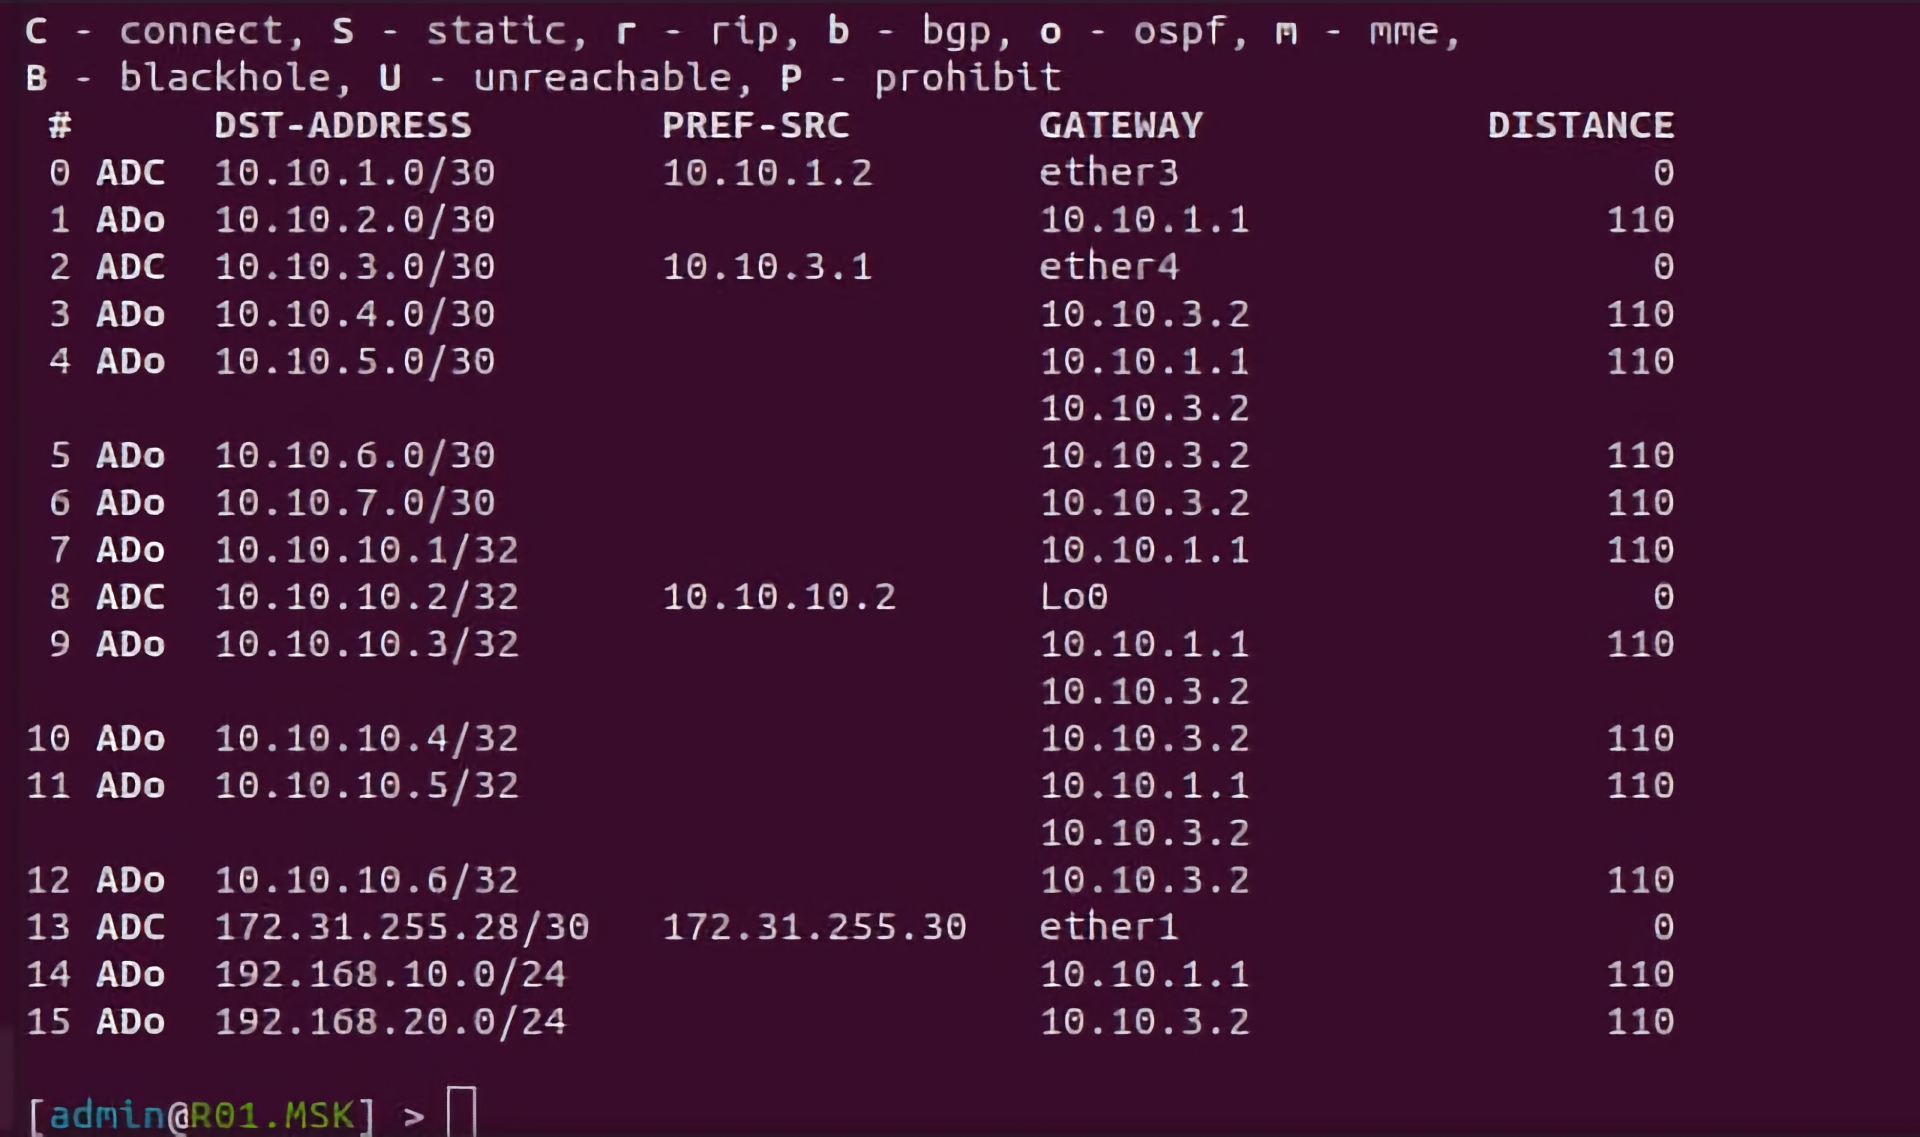 C - connect, S - static, r - rip, b - bgp, o - ospf, m - mme,
B - blackhole, U - unreachable, P - prohibit
 #      DST-ADDRESS        PREF-SRC        GATEWAY            DISTANCE
 0 ADC  10.10.1.0/30       10.10.1.2       ether3                    0
 1 ADo  10.10.2.0/30                       10.10.1.1               110
 2 ADC  10.10.3.0/30       10.10.3.1       ether4                    0
 3 ADo  10.10.4.0/30                       10.10.3.2               110
 4 ADo  10.10.5.0/30                       10.10.1.1               110
                                           10.10.3.2
 5 ADo  10.10.6.0/30                       10.10.3.2               110
 6 ADo  10.10.7.0/30                       10.10.3.2               110
 7 ADo  10.10.10.1/32                      10.10.1.1               110
 8 ADC  10.10.10.2/32      10.10.10.2      Lo0                       0
 9 ADo  10.10.10.3/32                      10.10.1.1               110
                                           10.10.3.2
10 ADo  10.10.10.4/32                      10.10.3.2               110
11 ADo  10.10.10.5/32                      10.10.1.1               110
                                           10.10.3.2
12 ADo  10.10.10.6/32                      10.10.3.2               110
13 ADC  172.31.255.28/30   172.31.255.30   ether1                    0
14 ADo  192.168.10.0/24                    10.10.1.1               110
15 ADo  192.168.20.0/24                    10.10.3.2               110
[admin@R01.MSK] >